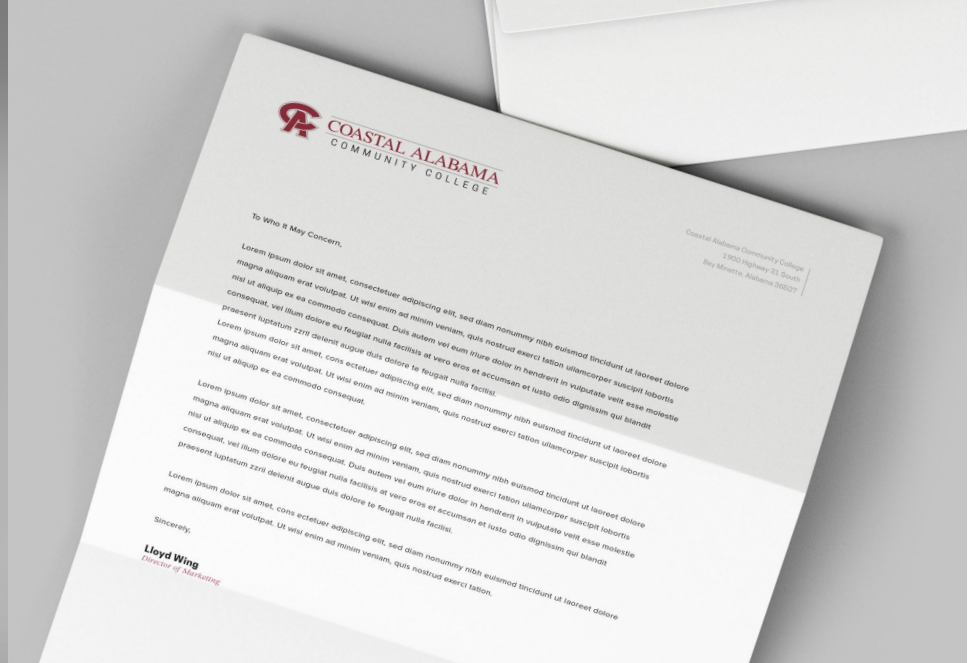 CA
COASTAL ALABAMA
COMMUNITY COLLEGE
Coastal Alabama Community College
1900 Highway 31 South
Bay Minette, Alabama 36507
To Who It May Concern,
Lorem ipsum dolor sit amet, consectetuer adipiscing elit, sed diam nonummy nibh euismod tincidunt ut laoreet dolore
magna aliquam erat volutpat. Ut wisi enim ad minim veniam, quis nostrud exerci tation ullamcorper suscipit lobortis
nisl ut aliquip ex ea commodo consequat. Duis autem vel eum iriure dolor in hendrerit in vulputate velit esse molestie
consequat, vel illum dolore eu feugiat nulla facilisis at vero eros et accumsan et iusto odio dignissim qui blandit
praesent luptatum zzril delenit augue duis dolore te feugait nulla facilisi.
Lorem ipsum dolor sit amet, cons ectetuer adipiscing elit, sed diam nonummy nibh euismod tincidunt ut laoreet dolore
magna aliquam erat volutpat. Ut wisi enim ad minim veniam, quis nostrud exerci tation ullamcorper suscipit lobortis
nisl ut aliquip ex ea commodo consequat.
Lorem ipsum dolor sit amet, consectetuer adipiscing elit, sed diam nonummy nibh euismod tincidunt ut laoreet dolore
magna aliquam erat volutpat. Ut wisi enim ad minim veniam, quis nostrud exerci tation ullamcorper suscipit lobortis
nisl ut aliquip ex ea commodo consequat. Duis autem vel eum iriure dolor in hendrerit in vulputate velit esse molestie
consequat, vel illum dolore eu feugiat nulla facilisis at vero eros et accumsan et iusto odio dignissim qui blandit
praesent luptatum zzril delenit augue duis dolore te feugait nulla facilisi.
Lorem ipsum dolor sit amet, cons ectetuer adipiscing elit, sed diam nonummy nibh euismod tincidunt ut laoreet dolore
magna aliquam erat volutpat. Ut wisi enim ad minim veniam, quis nostrud exerci tation.
Sincerely,
Lloyd Wing
Director of Marketing